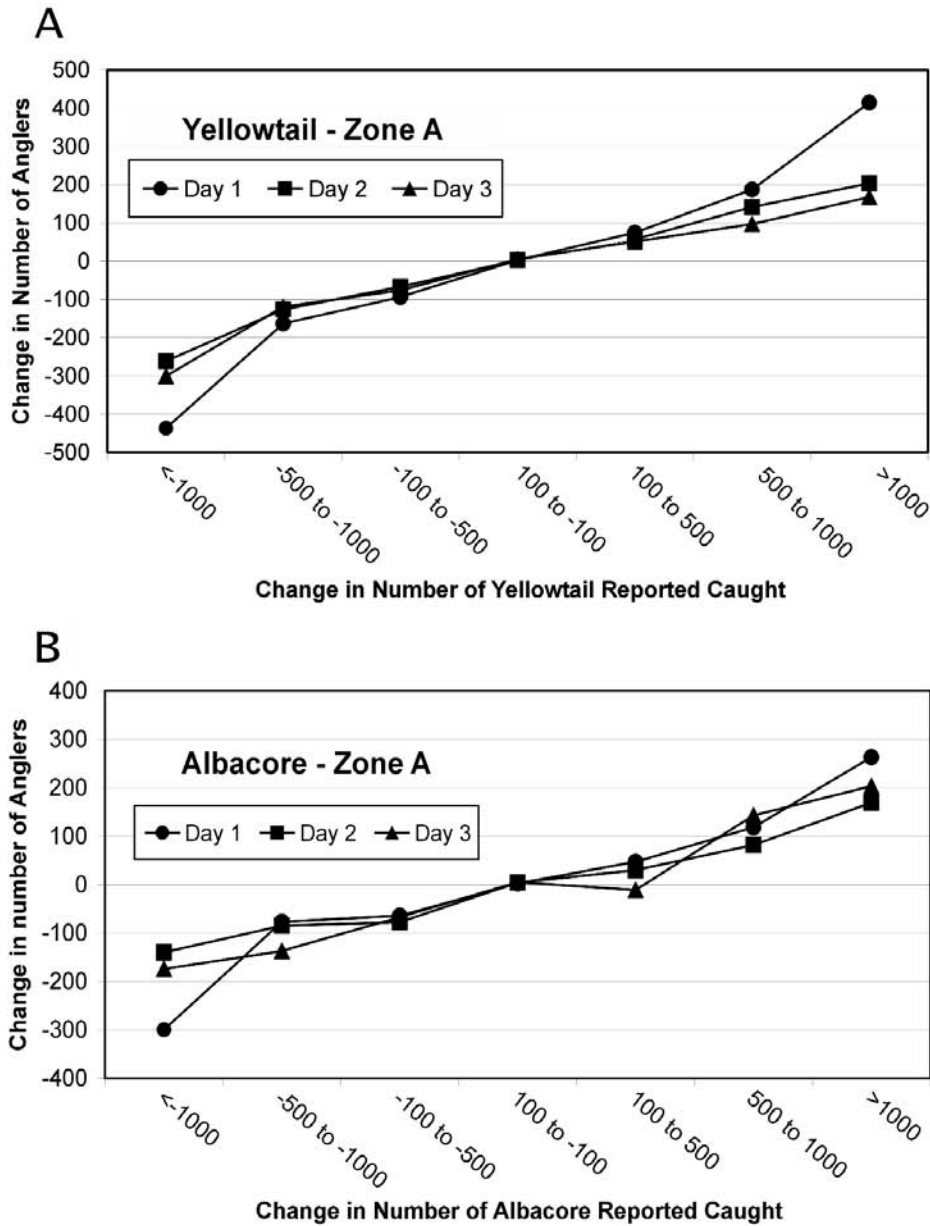 A
500
400
300
200
100
0
-100
-200
-300
-400
-500
Change in Number of Anglers
Yellowtail - Zone A
Day 1 Day 2 Day 3
<-1000
-500 to -1000
-100 to -500
100 to -100
100 to 500
500 to 1000
>1000
Change in Number of Yellowtail Reported Caught
B
400
300
200
100
0
-100
-200
-300
-400
Change in number of Anglers
Albacore - Zone A
Day 1 Day 2 Day 3
<-1000
-500 to -1000
-100 to -500
100 to -100
100 to 500
500 to 1000
>1000
Change in Number of Albacore Reported Caught